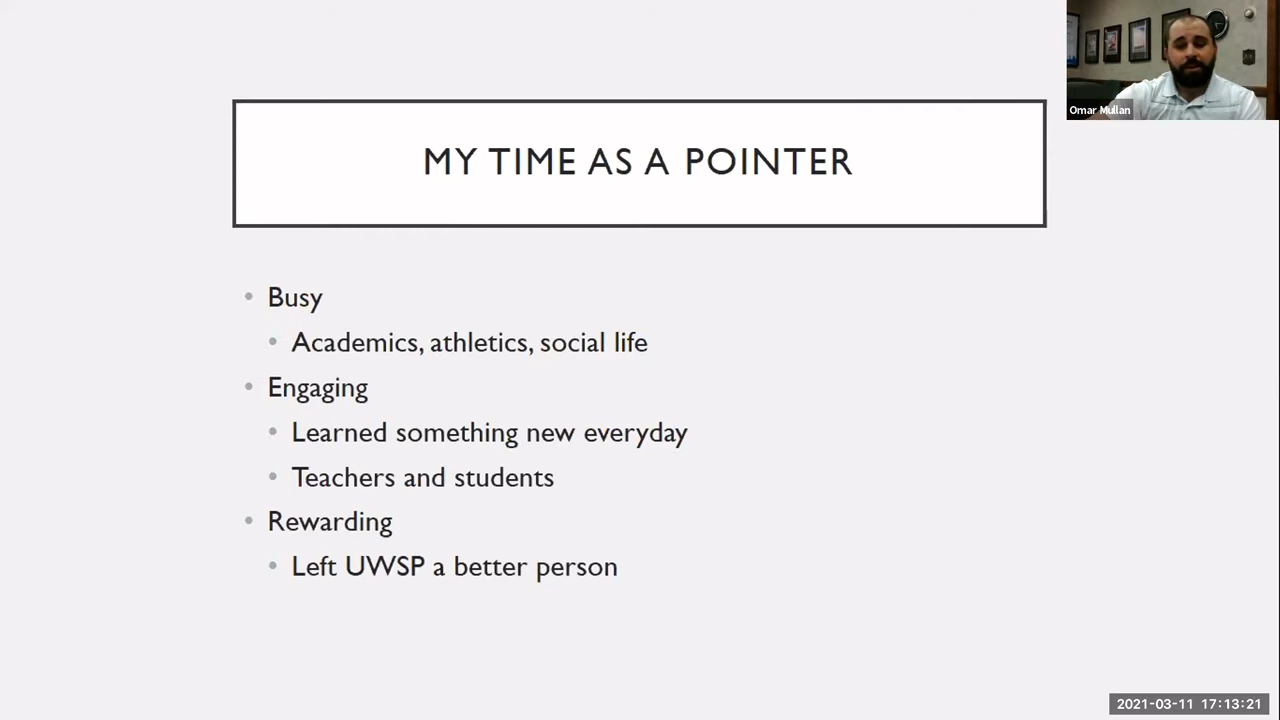 Omar Mullan
MY TIME AS A POINTER
• Busy
• Academics, athletics, social life
• Engaging
• Learned something new everyday
• Teachers and students
• Rewarding
• Left UWSP a better person
2021-03-11 17:13:21